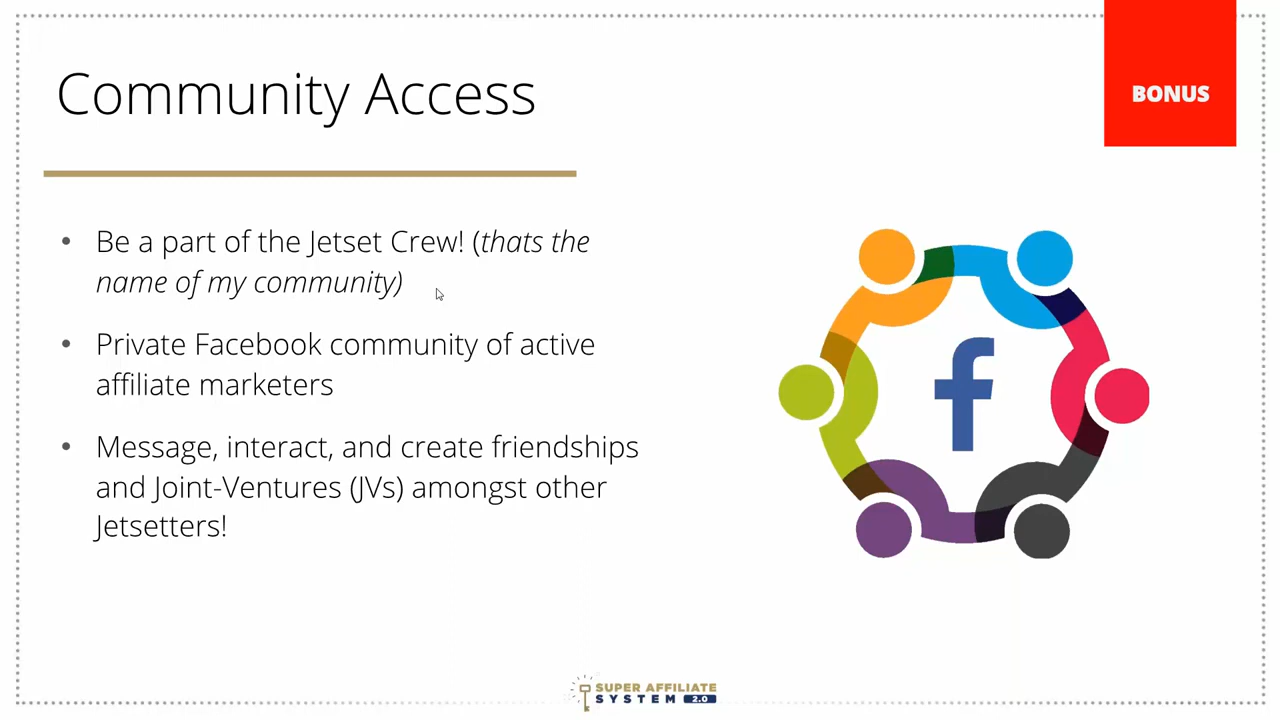 Community Access
BONUS
• Be a part of the Jetset Crew! (thats the
name of my community)
• Private Facebook community of active
affiliate marketers
• Message, interact, and create friendships
and Joint-Ventures (JVs) amongst other
Jetsetters!
f
SUPER AFFILIATE
SYSTEM 2.0